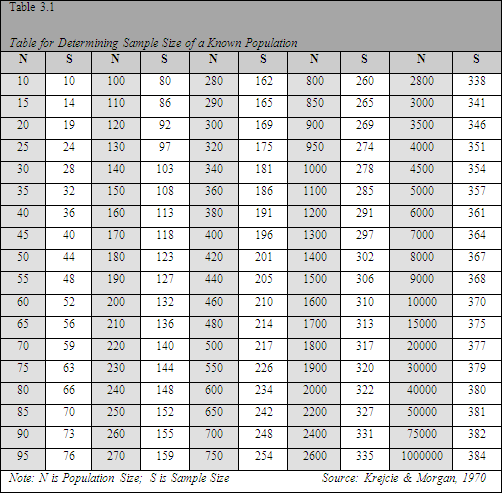 Table 3.1
Table for Determining Sample Size of a Known Population
N S N S N S N S N S
10 10 100 80 280 162 800 260 2800 338
15 14 110 86 290 165 850 265 3000 341
20 19 120 92 300 169 900 269 3500 346
25 24 130 97 320 175 950 274 4000 351
30 28 140 103 340 181 1000 278 4500 354
35 32 150 108 360 186 1100 285 5000 357
40 36 160 113 380 191 1200 291 6000 361
45 40 170 118 400 196 1300 297 7000 364
50 44 180 123 420 201 1400 302 8000 367
55 48 190 127 440 205 1500 306 9000 368
60 52 200 132 460 210 1600 310 10000 370
65 56 210 136 480 214 1700 313 15000 375
70 59 220 140 500 217 1800 317 20000 377
75 63 230 144 550 226 1900 320 30000 379
80 66 240 148 600 234 2000 322 40000 380
85 70 250 152 650 242 2200 327 50000 381
90 73 260 155 700 248 2400 331 75000 382
95 76 270 159 750 254 2600 335 1000000 384
Note: N is Population Size; S is Sample Size Source: Krejcie & Morgan, 1970